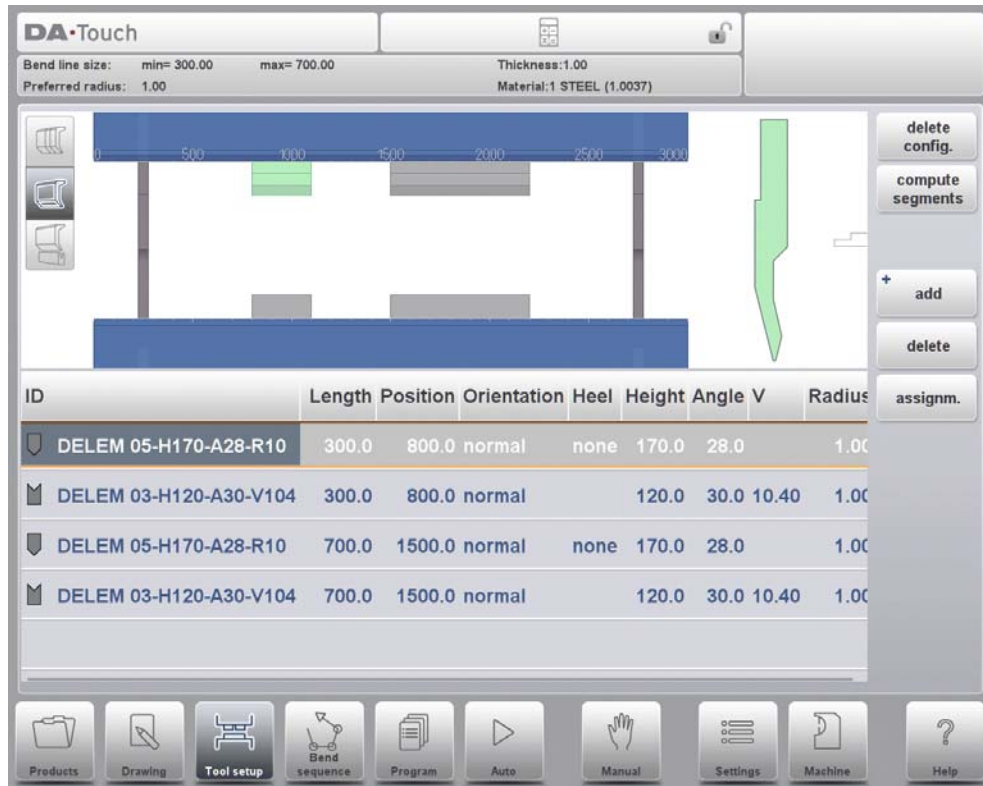 DA·Touch
Bend line size: min= 300.00 max= 700.00 Thickness:1.00
Preferred radius: 1.00 Material:1 STEEL (1.0037)
delete config.
compute segments
0 500 1000 1500 2000 2500 3000
+ add
delete
assignm.
ID Length Position Orientation Heel Height Angle V Radius
DELEM 05-H170-A28-R10 300.0 800.0 normal none 170.0 28.0 1.00
DELEM 03-H120-A30-V104 300.0 800.0 normal 120.0 30.0 10.40 1.00
DELEM 05-H170-A28-R10 700.0 1500.0 normal none 170.0 28.0 1.00
DELEM 03-H120-A30-V104 700.0 1500.0 normal 120.0 30.0 10.40 1.00
Products Drawing Tool setup Bend sequence Program Auto Manual Settings Machine Help